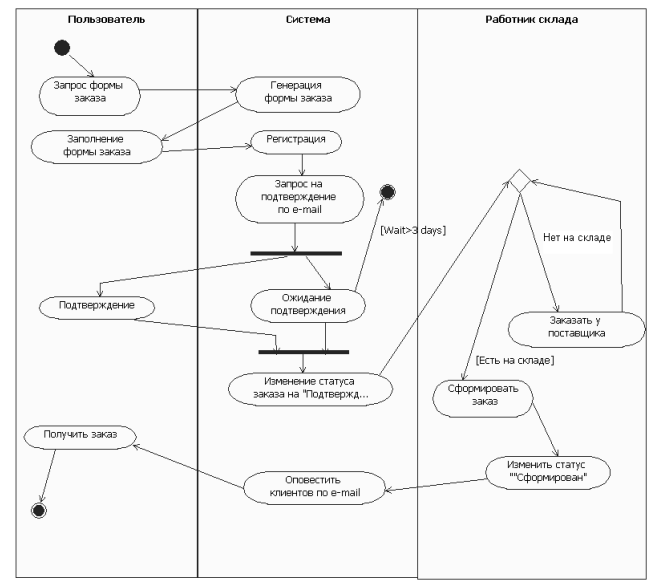 Пользователь
Система
Работник склада
Запрос формы
заказа
Генерация
формы заказа
Заполнение
формы заказа
Регистрация
Запрос на
подтверждение
по e-mail
[Wait>3 days]
Нет на складе
Подтверждение
Ожидание
подтверждения
Заказать у
поставщика
[Есть на складе]
Изменение статуса
заказа на "Подтвержд...
Сформировать
заказ
Получить заказ
Изменить статус
""Сформирован"
Оповестить
клиентов по e-mail